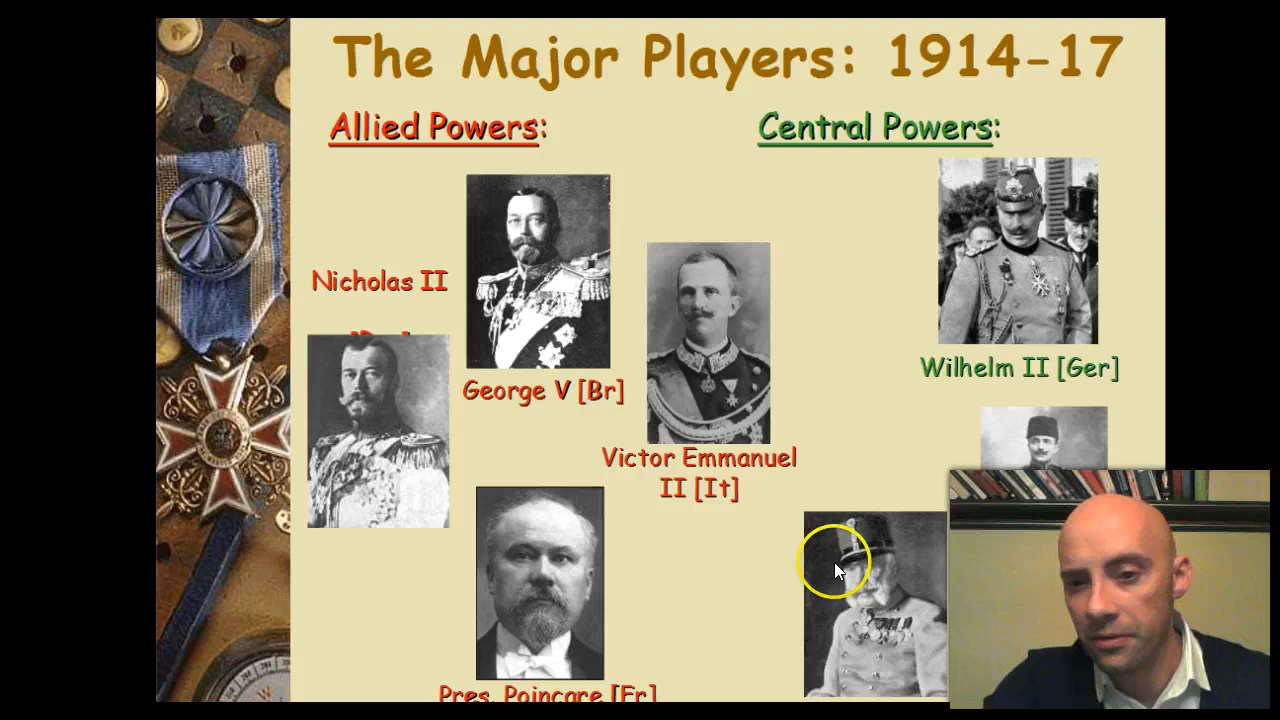 The Major Players: 1914-17
Allied Powers:
Central Powers:
Nicholas II
George V [Br]
Victor Emmanuel
II [It]
Wilhelm II [Ger]
Pres. Poincare [Fr]